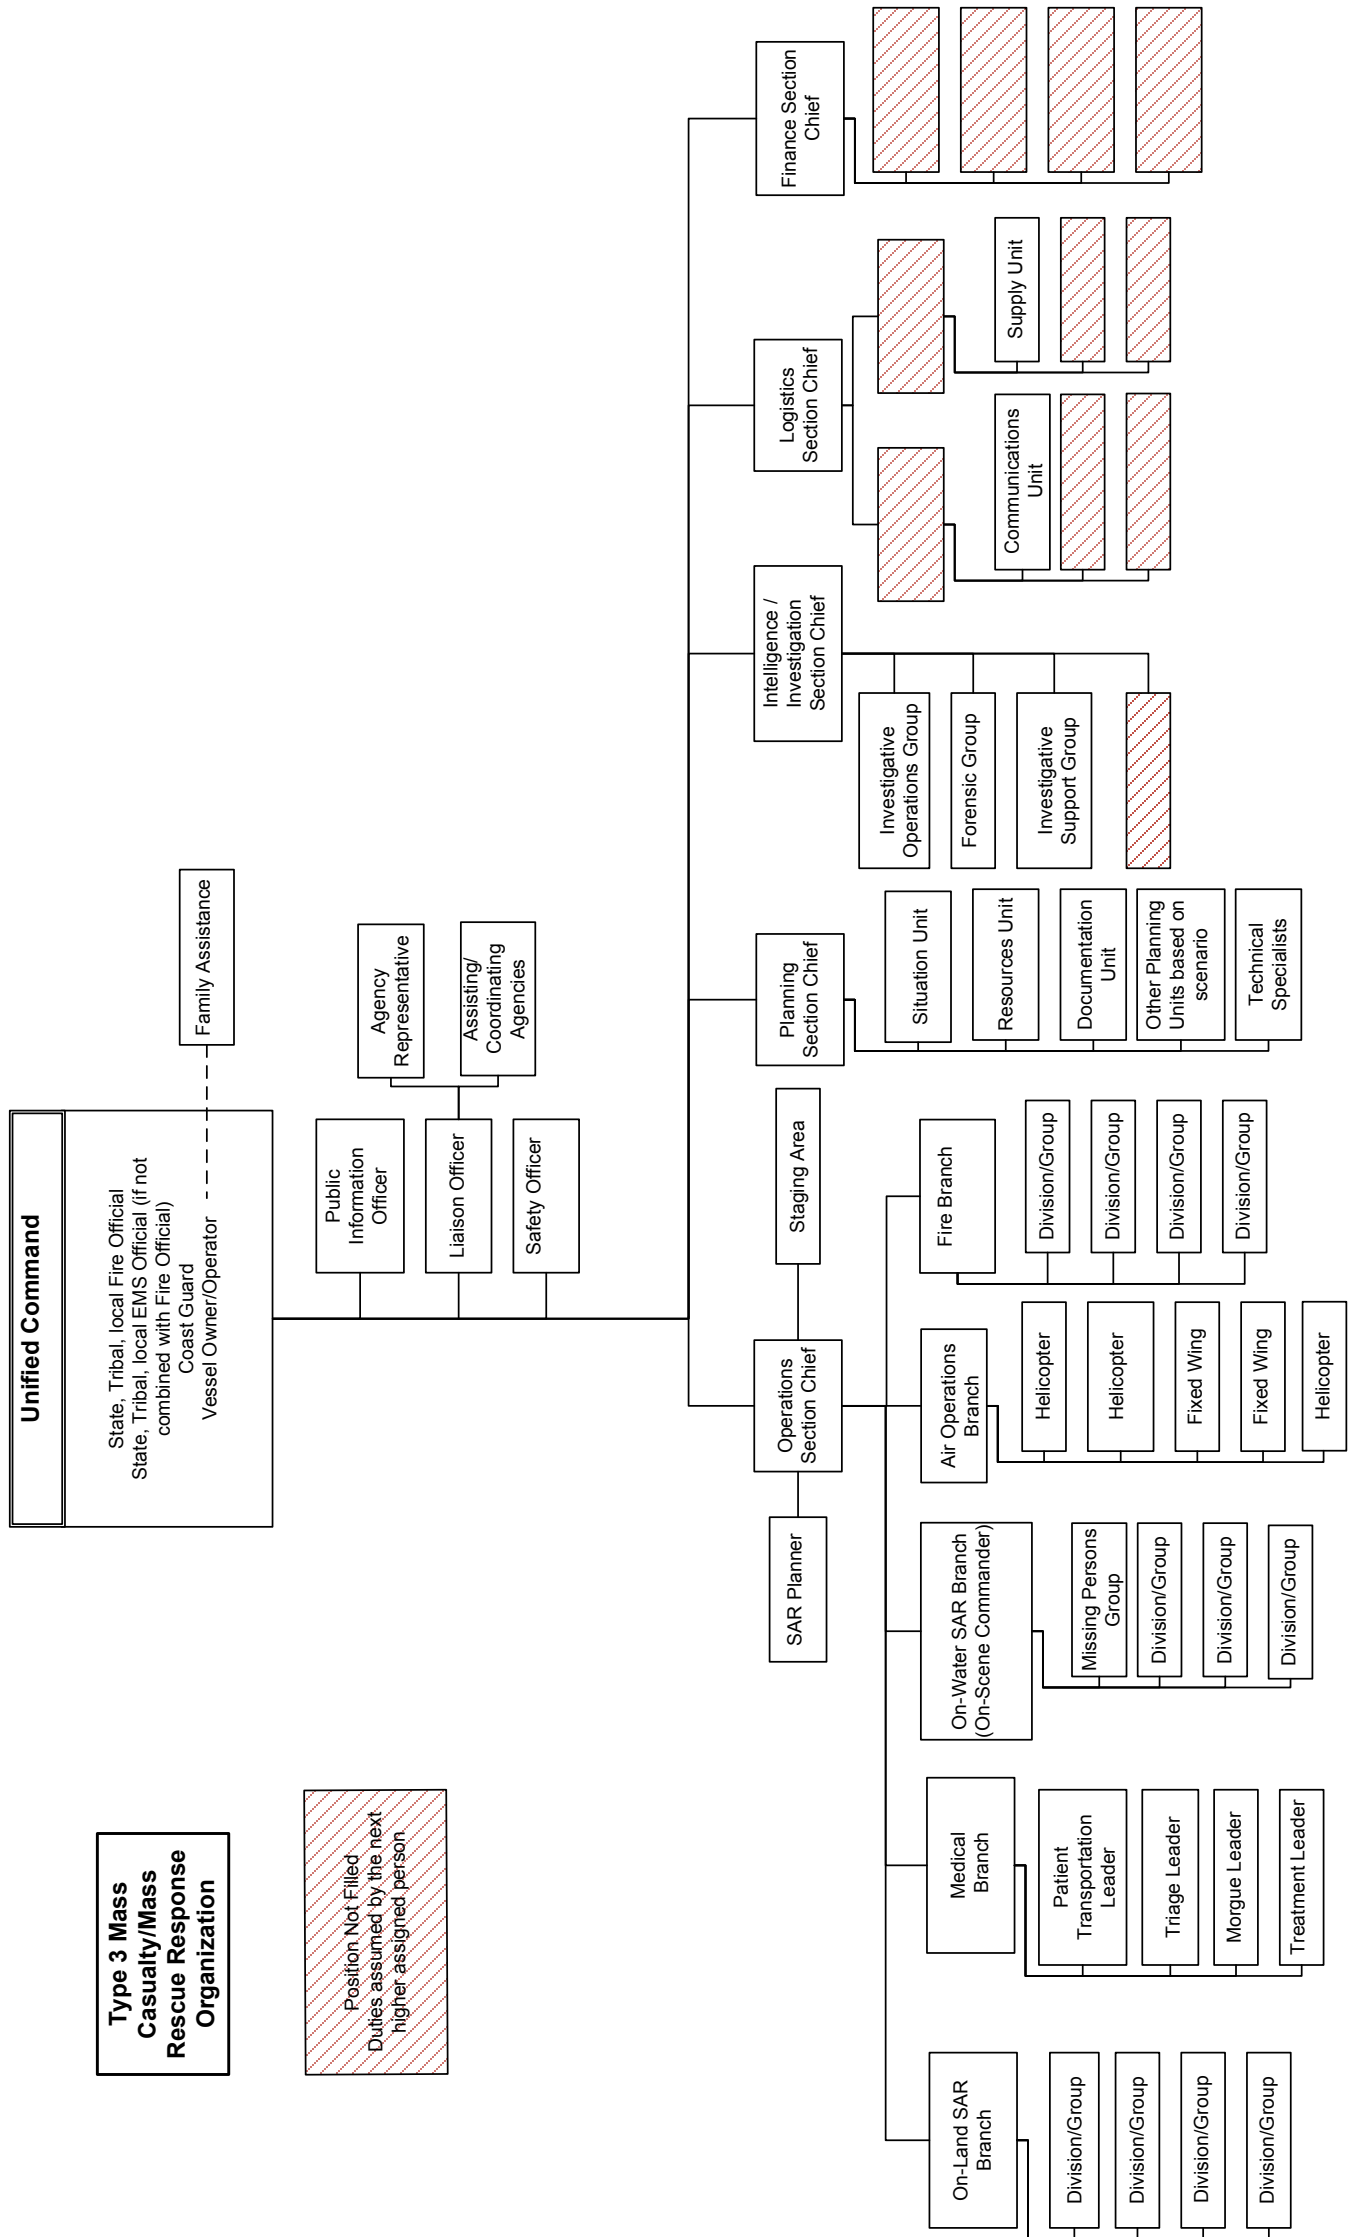 Type 3 Mass
Casualty/Mass
Rescue Response
Organization
Position Not Filled
Duties assumed by the next
higher assigned person
Unified Command
State, Tribal, local Fire Official
State, Tribal, local EMS Official (if not
combined with Fire Official)
Coast Guard
Vessel Owner/Operator
Family Assistance
Public
Information
Officer
Liaison Officer
Agency
Representative
Assisting/
Coordinating
Agencies
Safety Officer
SAR Planner
Operations
Section Chief
Staging Area
Planning
Section Chief
Intelligence /
Investigation
Section Chief
Logistics
Section Chief
Finance Section
Chief
On-Land SAR
Branch
Division/Group
Division/Group
Division/Group
Division/Group
Medical
Branch
Patient
Transportation
Leader
Triage Leader
Morgue Leader
Treatment Leader
On-Water SAR Branch
(On-Scene Commander)
Missing Persons
Group
Division/Group
Division/Group
Division/Group
Air Operations
Branch
Helicopter
Helicopter
Fixed Wing
Fixed Wing
Helicopter
Fire Branch
Division/Group
Division/Group
Division/Group
Division/Group
Situation Unit
Resources Unit
Documentation
Unit
Other Planning
Units based on
scenario
Technical
Specialists
Investigative
Operations Group
Forensic Group
Investigative
Support Group
Communications
Unit
Supply Unit